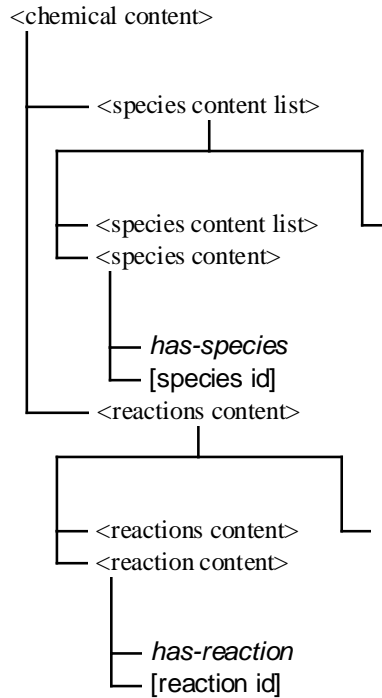 <chemical content>
<species content list>
<species content list>
<species content>
has-species
[species id]
<reactions content>
<reactions content>
<reaction content>
has-reaction
[reaction id]